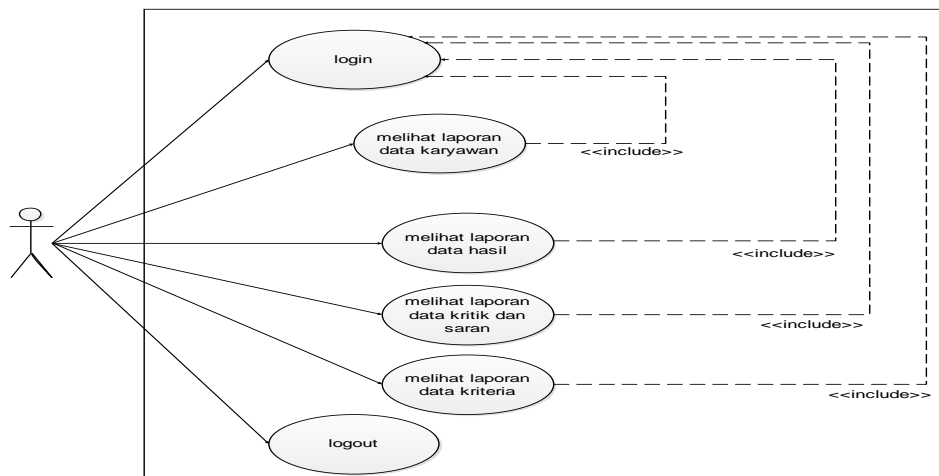 login
melihat laporan
data karyawan
<<include>>
melihat laporan
data hasil
<<include>>
melihat laporan
data kritik dan
saran
<<include>>
melihat laporan
data kriteria
<<include>>
logout